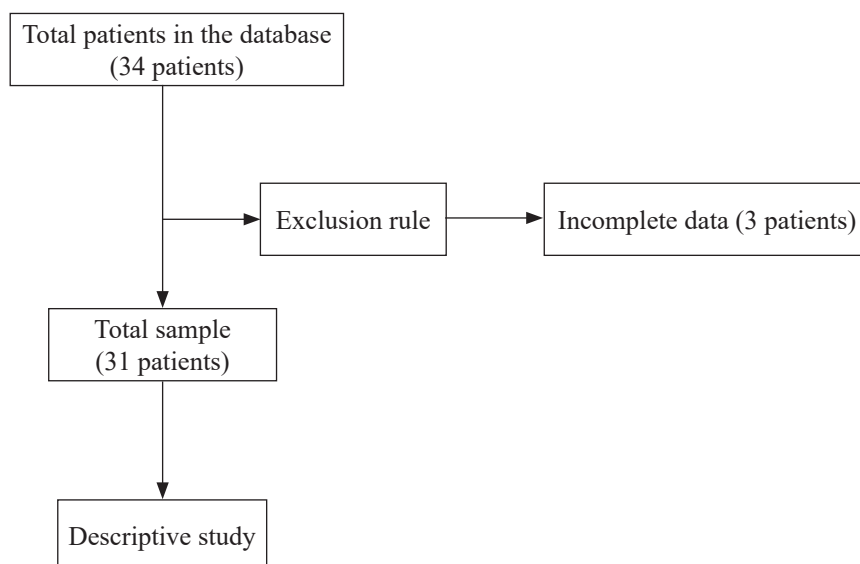 Total patients in the database
(34 patients)
Exclusion rule
Incomplete data (3 patients)
Total sample
(31 patients)
Descriptive study